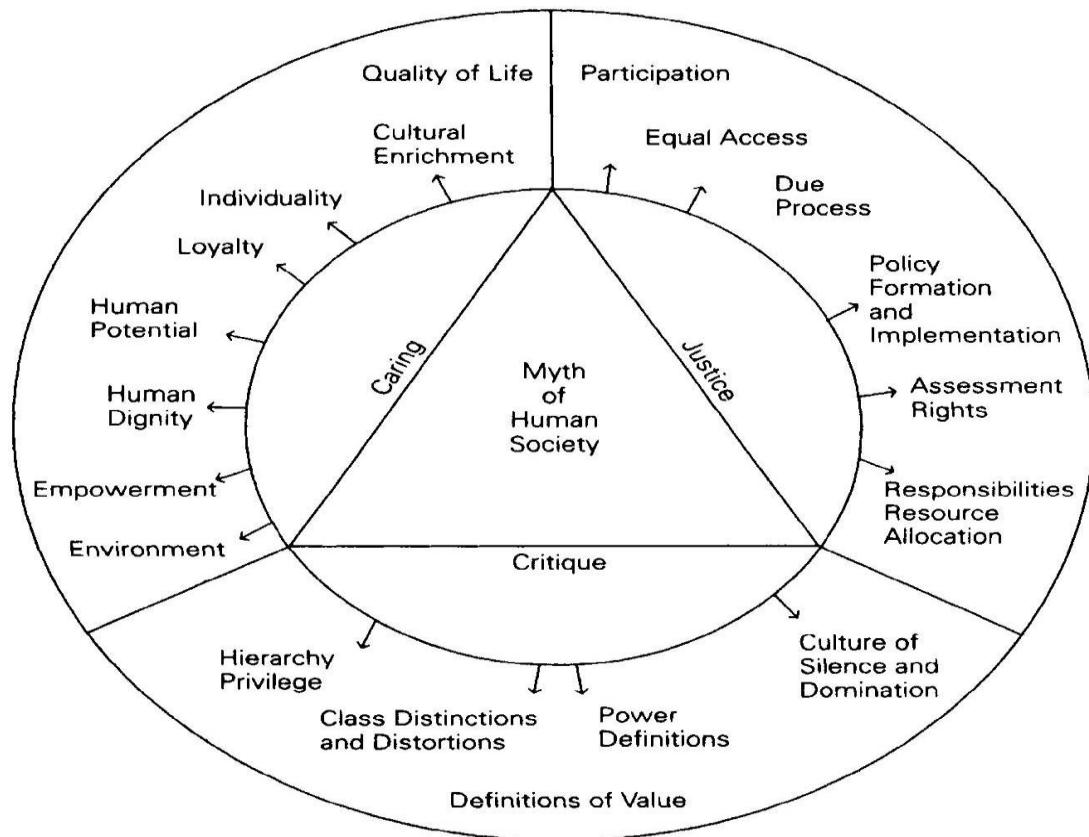 Quality of Life
Participation
Cultural
Enrichment
Equal Access
Due
Process
Individuality
Loyalty
Policy
Formation
and
Implementation
Human
Potential
Caring
Justice
Myth
of
Human
Society
Human
Dignity
Assessment
Rights
Empowerment
Responsibilities
Resource
Allocation
Environment
Critique
Hierarchy
Privilege
Culture of
Silence and
Domination
Class Distinctions
and Distortions
Power
Definitions
Definitions of Value